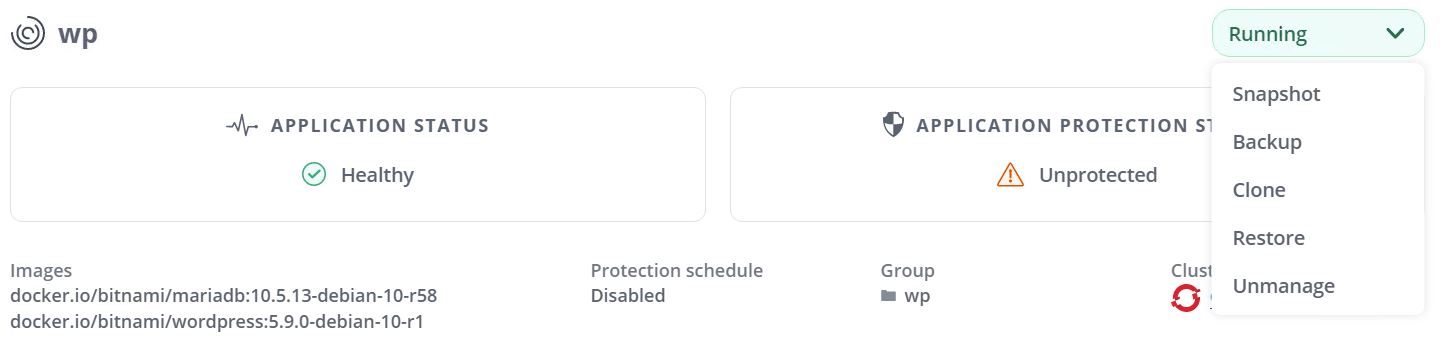 wp
Running
Snapshot
Backup
Clone
Restore
Unmanage
APPLICATION STATUS
Healthy
APPLICATION PROTECTION
Unprotected
Images
docker.io/bitnami/mariadb:10.5.13-debian-10-r58
docker.io/bitnami/wordpress:5.9.0-debian-10-r1
Protection schedule
Disabled
Group
wp